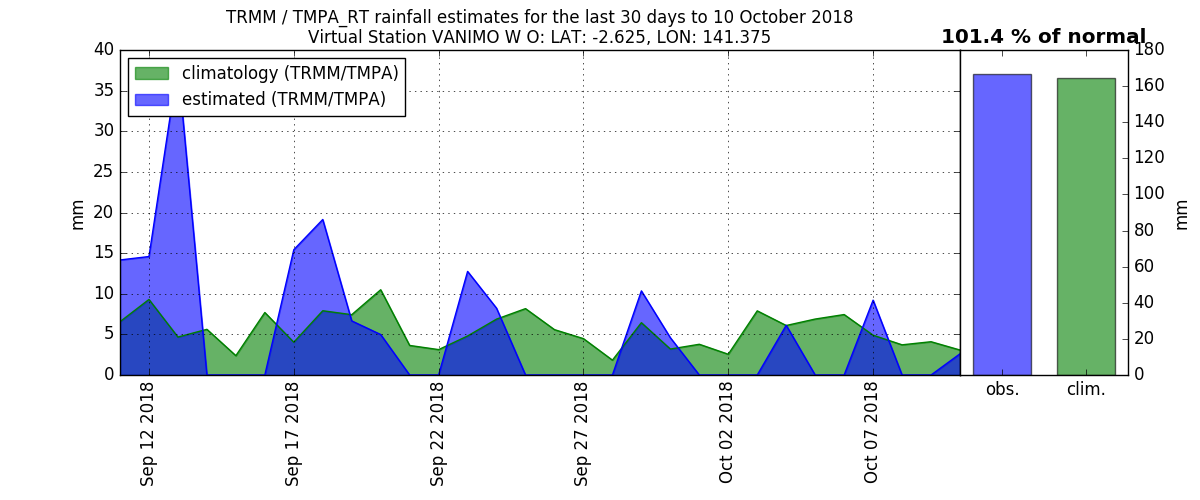 TRMM / TMPA_RT rainfall estimates for the last 30 days to 10 October 2018
Virtual Station VANIMO W O: LAT: -2.625, LON: 141.375
101.4 % of normal
climatology (TRMM/TMPA)
estimated (TRMM/TMPA)
mm
40
35
30
25
20
15
10
5
0
Sep 12 2018
Sep 17 2018
Sep 22 2018
Sep 27 2018
Oct 02 2018
Oct 07 2018
180
160
140
120
100
80
60
40
20
0
mm
obs.
clim.